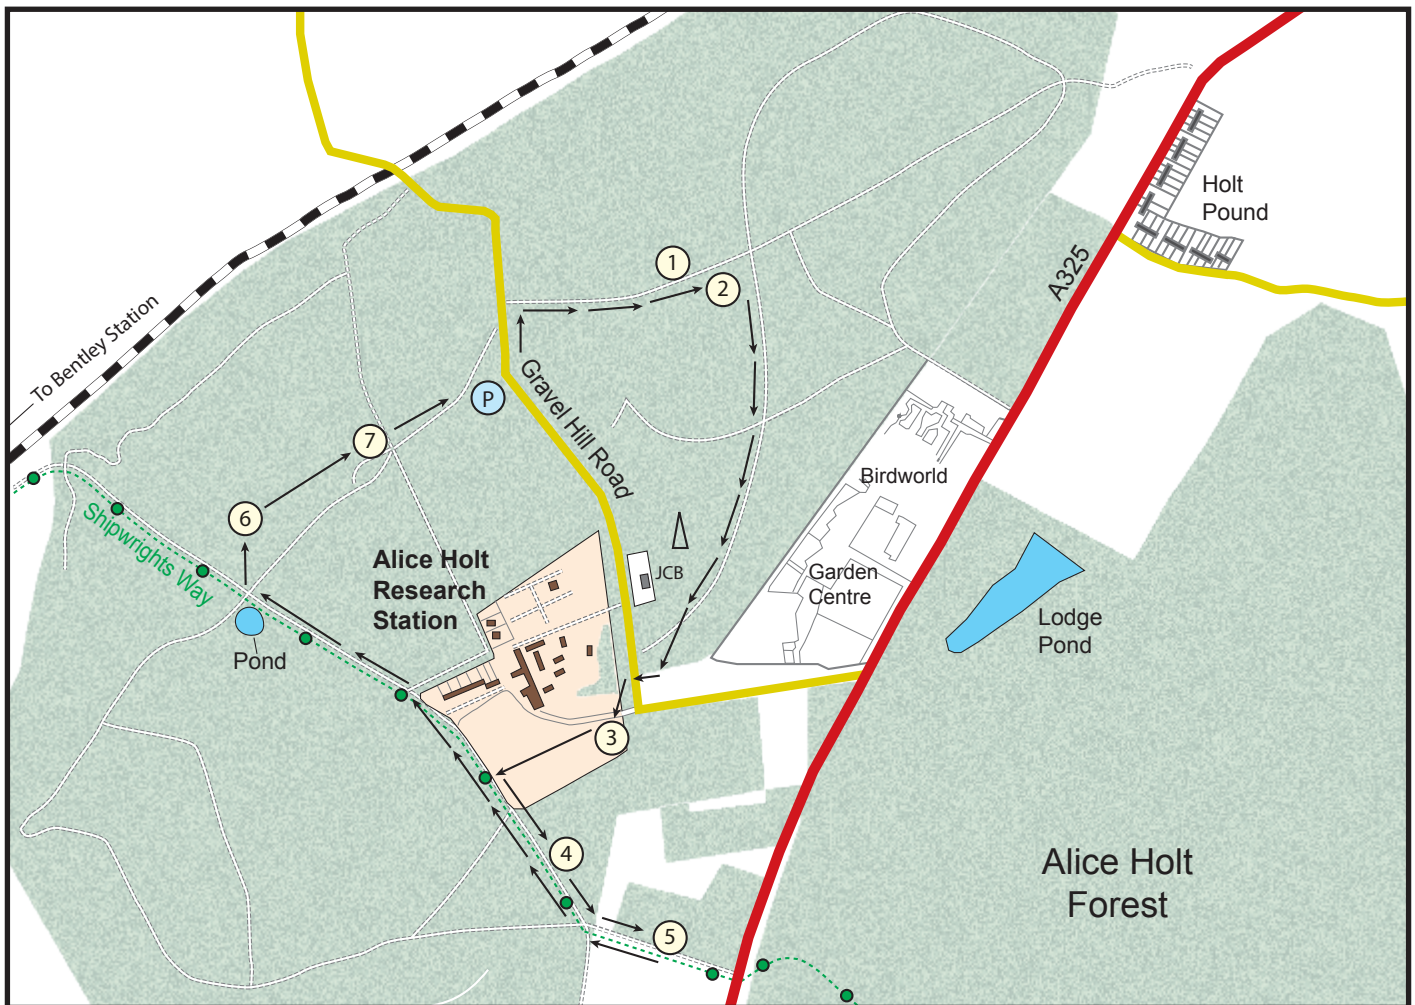 Holt
Pound
A325
1
2
To Bentley Station
Gravel Hill Road
P
7
Birdworld
6
Shipwrights Way
Alice Holt
Research
Station
JCB
Garden
Centre
Lodge
Pond
Pond
3
4
Alice Holt
Forest
5